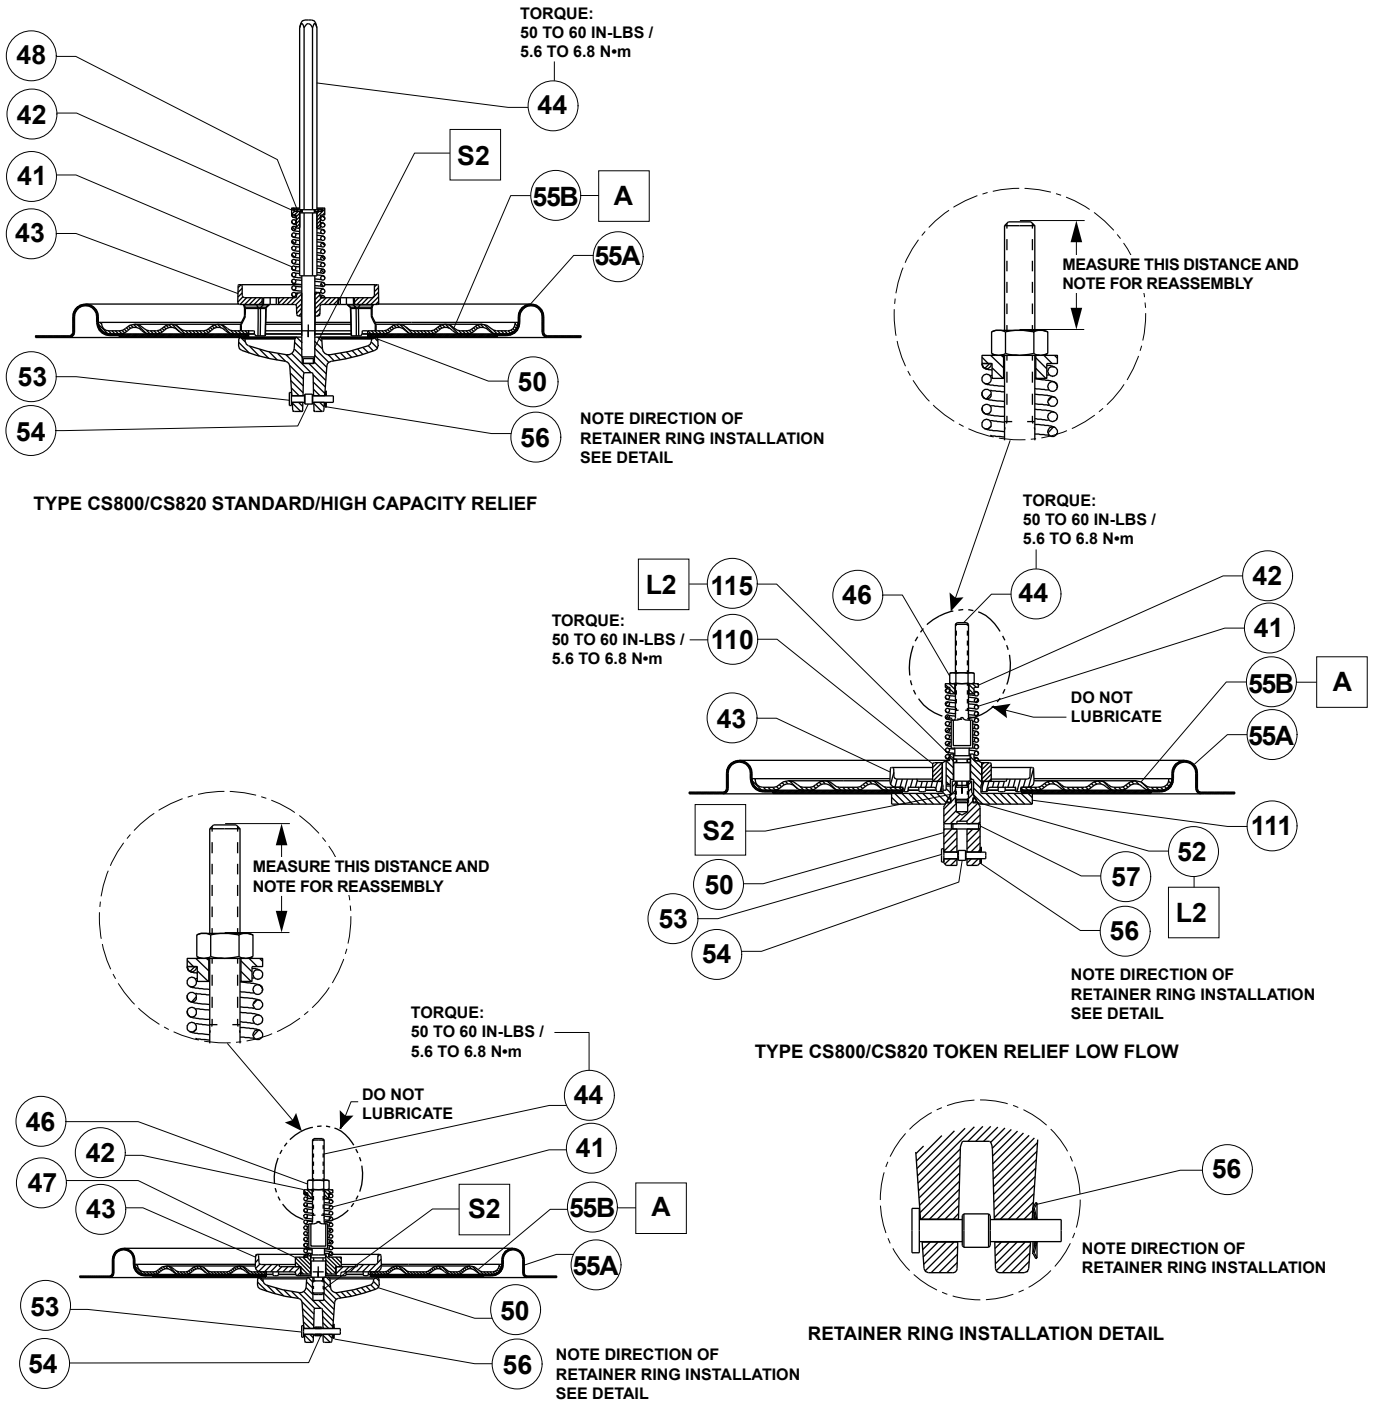 TORQUE:
50 TO 60 IN-LBS /
5.6 TO 6.8 N•m
48
44
42
S2
41
55B
A
43
55A
53
50
54
56
NOTE DIRECTION OF
RETAINER RING INSTALLATION
SEE DETAIL
TYPE CS800/CS820 STANDARD/HIGH CAPACITY RELIEF
MEASURE THIS DISTANCE AND
NOTE FOR REASSEMBLY
TORQUE:
50 TO 60 IN-LBS /
5.6 TO 6.8 N•m
L2
115
46
44
42
TORQUE:
50 TO 60 IN-LBS /
5.6 TO 6.8 N•m
110
41
55B
A
DO NOT
LUBRICATE
43
55A
S2
111
52
50
57
53
L2
56
54
NOTE DIRECTION OF
RETAINER RING INSTALLATION
SEE DETAIL
TYPE CS800/CS820 TOKEN RELIEF LOW FLOW
MEASURE THIS DISTANCE AND
NOTE FOR REASSEMBLY
TORQUE:
50 TO 60 IN-LBS /
5.6 TO 6.8 N•m
DO NOT
LUBRICATE
44
46
42
41
47
S2
55B
A
43
55A
53
50
54
56
NOTE DIRECTION OF
RETAINER RING INSTALLATION
SEE DETAIL
56
NOTE DIRECTION OF
RETAINER RING INSTALLATION
RETAINER RING INSTALLATION DETAIL